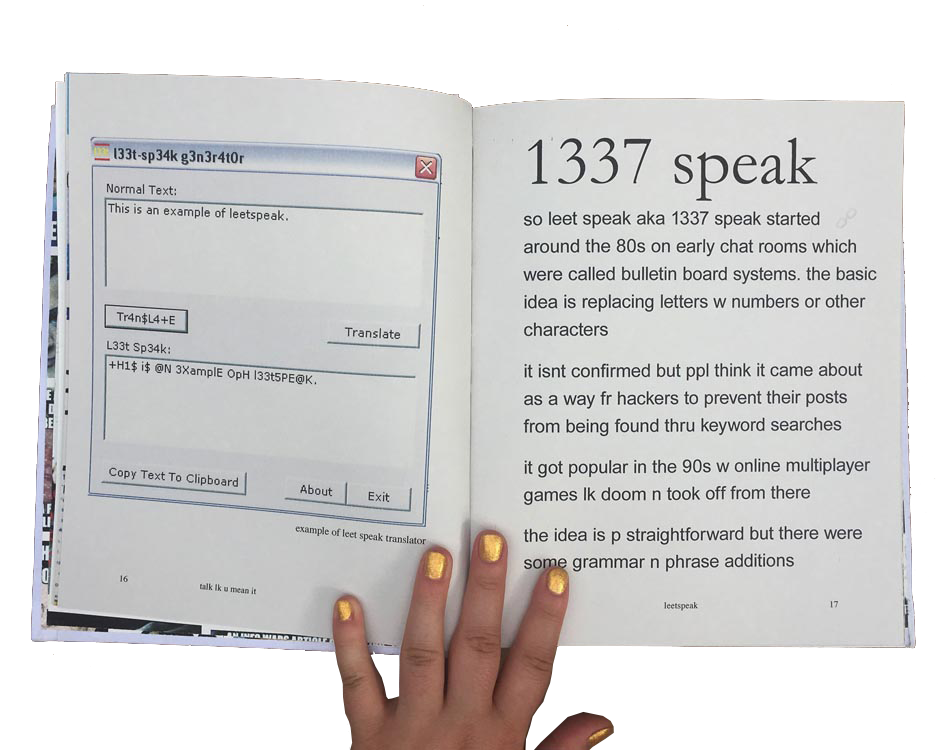 l33t-sp34k g3n3r4t0r
Normal Text:
This is an example of leetspeak.
Tr4n$L4+E
Translate
L33t Sp34k:
+H1$ i$ @N 3XamplE OpH l33t5PE@K.
Copy Text To Clipboard
About
Exit
example of leet speak translator
16
talk lk u mean it
1337 speak
so leet speak aka 1337 speak started
around the 80s on early chat rooms which
were called bulletin board systems. the basic
idea is replacing letters w numbers or other
characters
it isnt confirmed but ppl think it came about
as a way fr hackers to prevent their posts
from being found thru keyword searches
it got popular in the 90s w online multiplayer
games lk doom n took off from there
the idea is p straightforward but there were
some grammar n phrase additions
leetspeak
17
AN INFO WARS ARTICLE